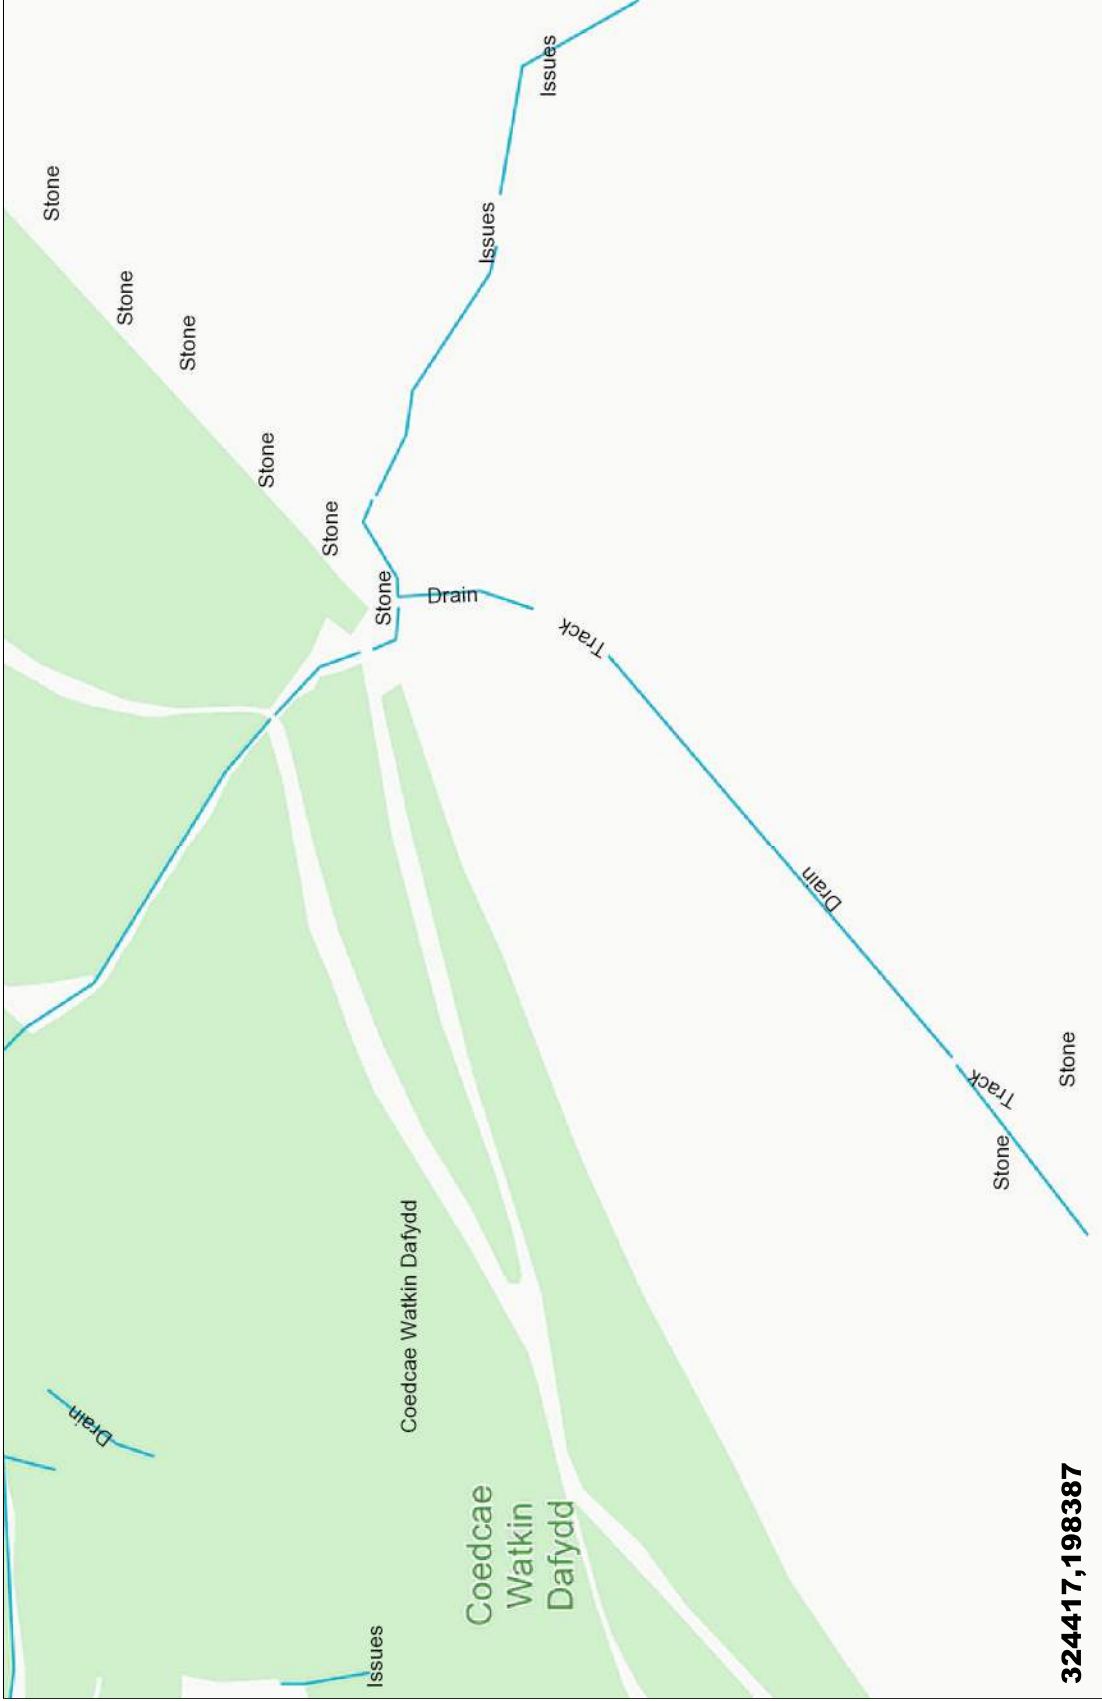 Issues
Stone
Issues
Stone
Stone
Stone
Stone
Stone
Drain
Track
Drain
Stone
Track
Stone
Coedcae Watkin Dafydd
Drain
Coedcae
Watkin
Dafydd
Issues
324417,198387